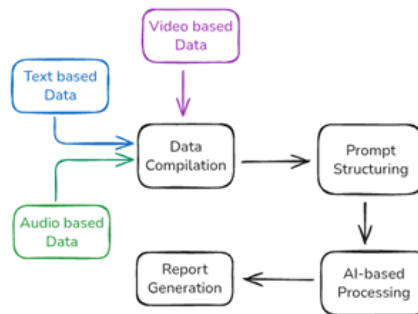 Video based
Data
Text based
Data
Data
Compilation
Prompt
Structuring
Audio based
Data
Report
Generation
AI-based
Processing